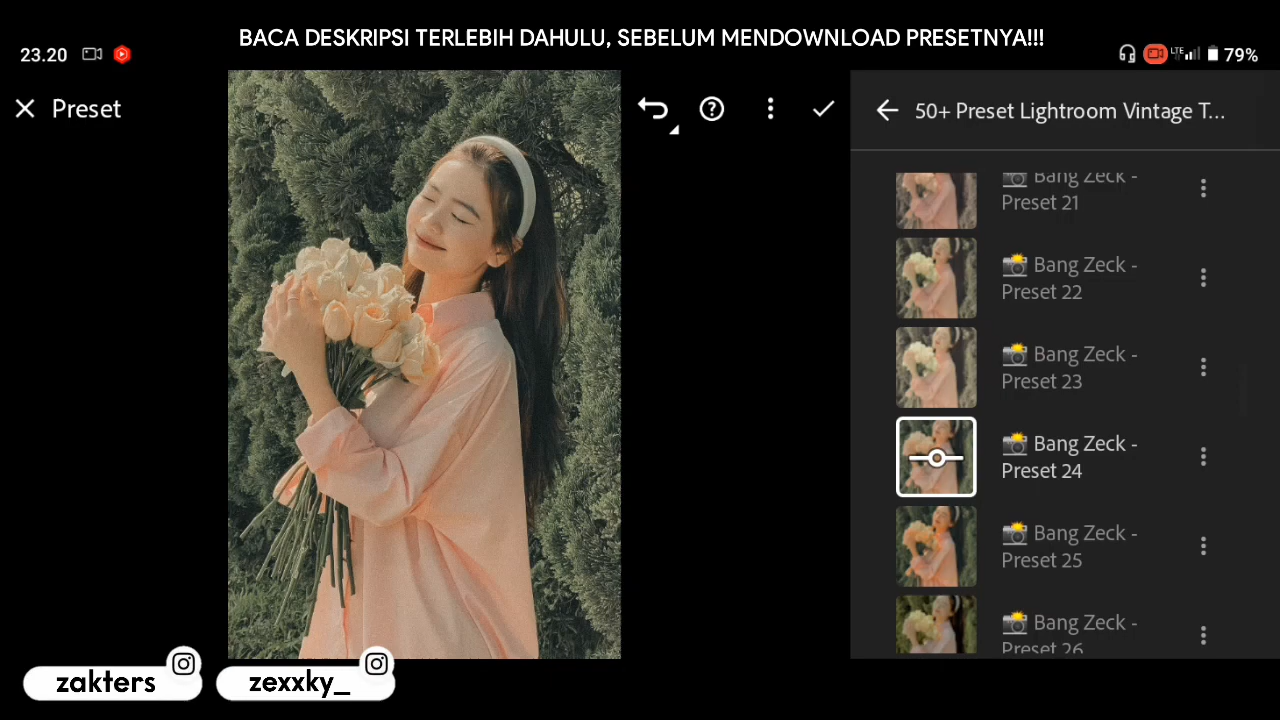 BACA DESKRIPSI TERLEBIH DAHULU, SEBELUM MENDOWNLOAD PRESETNYA!!!
23.20
LTE
79%
Preset
50+ Preset Lightroom Vintage T...
Bang Zeck -
Preset 21
Bang Zeck -
Preset 22
Bang Zeck -
Preset 23
Bang Zeck -
Preset 24
Bang Zeck -
Preset 25
Bang Zeck -
Preset 26
zakters
zexxky_